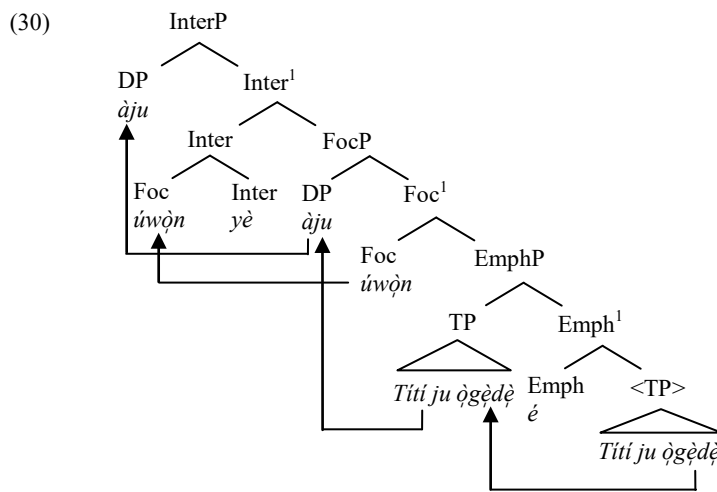 (30)
InterP
DP Inter¹
àju
Inter FocP
Foc Inter DP Foc¹
úwọ̀n yè àju
Foc EmphP
úwọ̀n
TP Emph¹
Títí ju ọ̀gẹ̀dẹ̀ Emph <TP>
é
Títí ju ọ̀gẹ̀dẹ̀